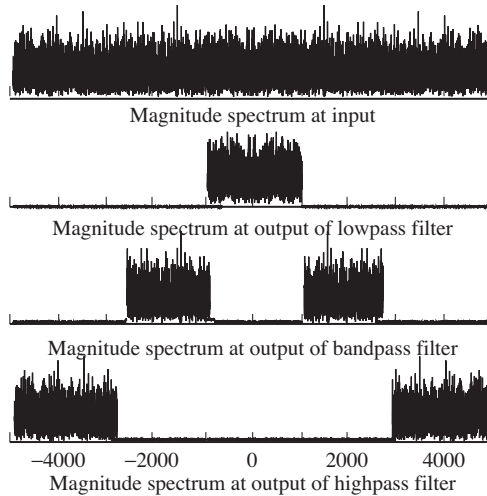 Magnitude spectrum at input
Magnitude spectrum at output of lowpass filter
Magnitude spectrum at output of bandpass filter
−4000 −2000 0 2000 4000
Magnitude spectrum at output of highpass filter